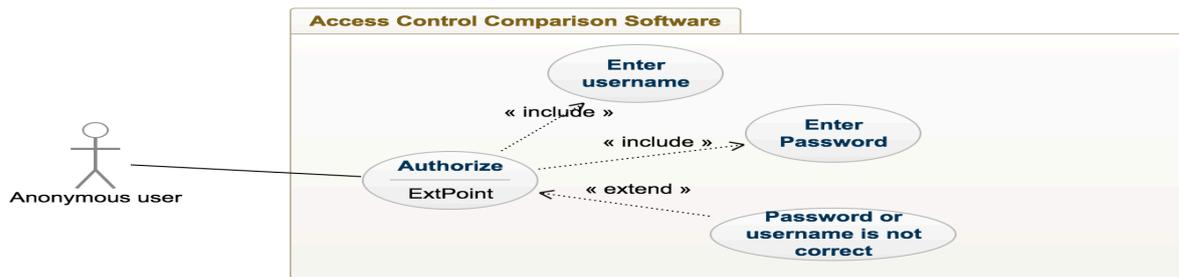 Access Control Comparison Software
Enter
username
« include »
Enter
Password
« include »
Authorize
ExtPoint
« extend »
Anonymous user
Password or
username is not
correct